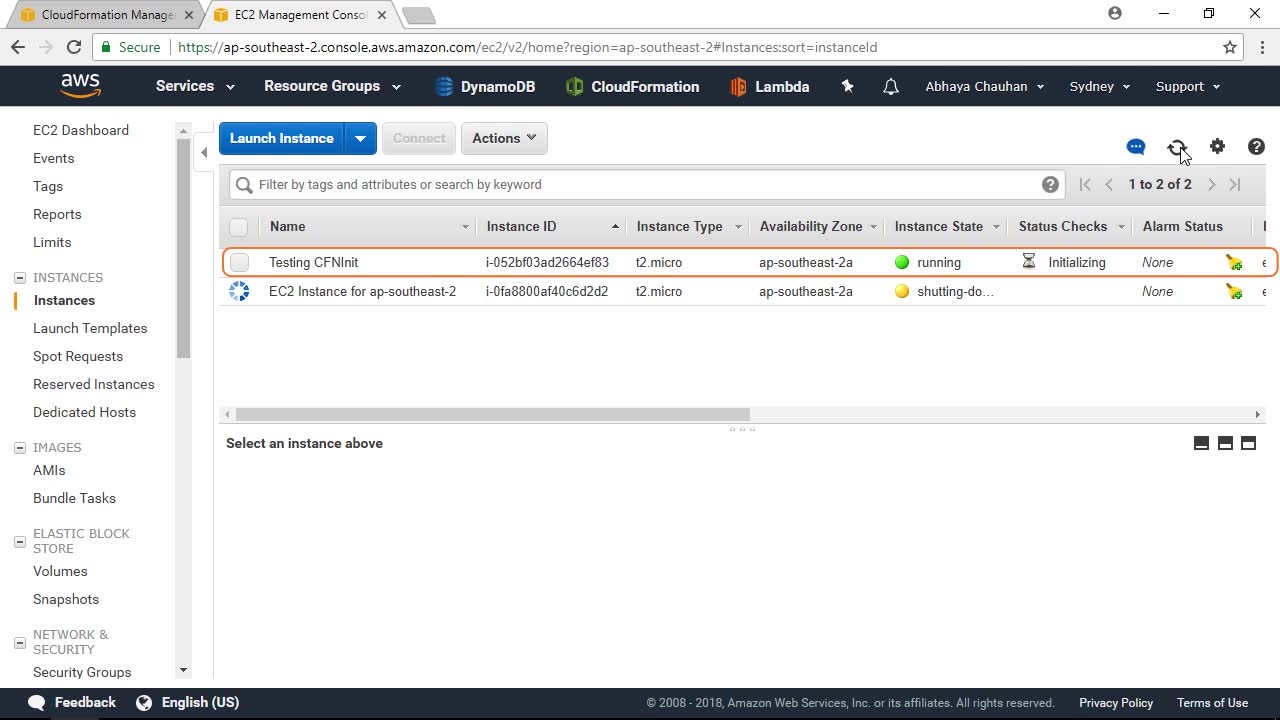 CloudFormation Manage
EC2 Management Conso
Secure
https://ap-southeast-2.console.aws.amazon.com/ec2/v2/home?region=ap-southeast-2#Instances:sort=instanceId
aws
Services
Resource Groups
DynamoDB
CloudFormation
Lambda
Abhaya Chauhan
Sydney
Support
EC2 Dashboard
Events
Tags
Reports
Limits
INSTANCES
Instances
Launch Templates
Spot Requests
Reserved Instances
Dedicated Hosts
IMAGES
AMIs
Bundle Tasks
ELASTIC BLOCK
STORE
Volumes
Snapshots
NETWORK &
SECURITY
Security Groups
Launch Instance
Connect
Actions
Filter by tags and attributes or search by keyword
1 to 2 of 2
Name Instance ID Instance Type Availability Zone Instance State Status Checks Alarm Status
Testing CFNInit i-052bf03ad2664ef83 t2.micro ap-southeast-2a running Initializing None
EC2 Instance for ap-southeast-2 i-0fa8800af40c6d2d2 t2.micro ap-southeast-2a shutting-do... None
Select an instance above
Feedback
English (US)
© 2008 - 2018, Amazon Web Services, Inc. or its affiliates. All rights reserved.
Privacy Policy
Terms of Use